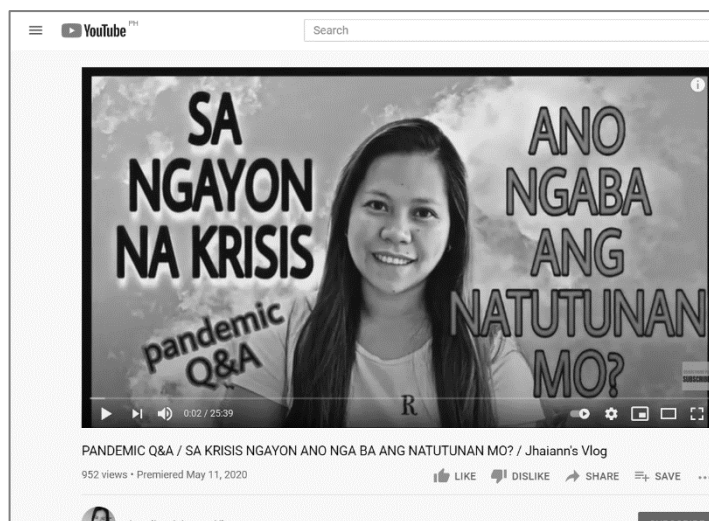 YouTube PH
Search
SA
NGAYON
NA KRISIS
pandemic
Q&A
ANO
NGABA
ANG
NATUTUNAN
MO?
R
SUBSCRIBE
0:02 / 25:39
PANDEMIC Q&A / SA KRISIS NGAYON ANO NGA BA ANG NATUTUNAN MO? / Jhaiann's Vlog
952 views • Premiered May 11, 2020
LIKE DISLIKE SHARE SAVE